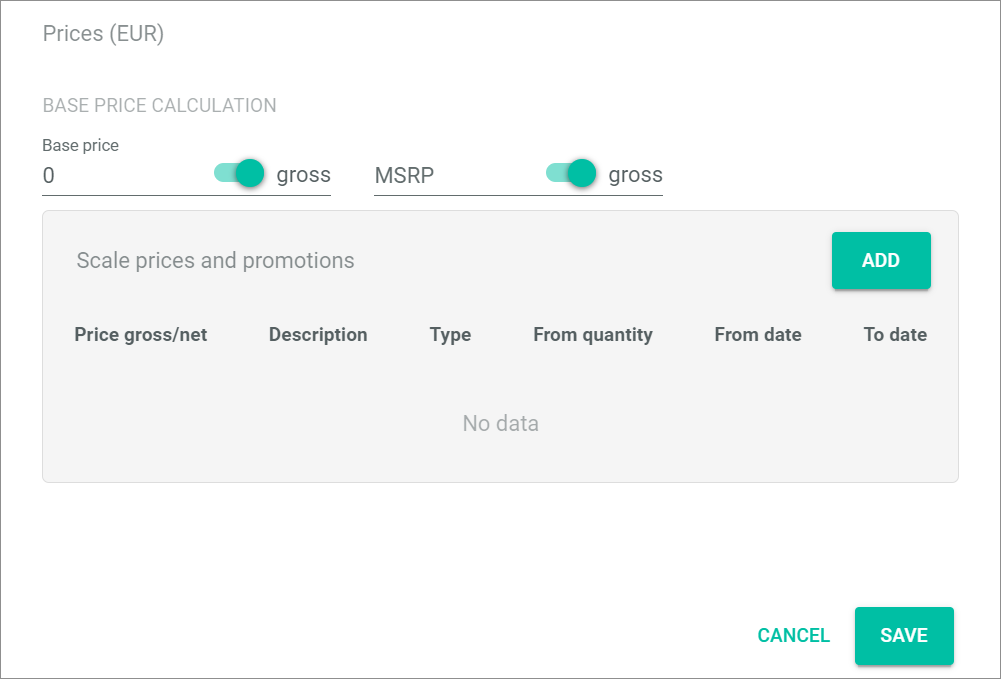 Prices (EUR)
BASE PRICE CALCULATION
Base price
0 gross MSRP gross
Scale prices and promotions ADD
Price gross/net Description Type From quantity From date To date
No data
CANCEL SAVE